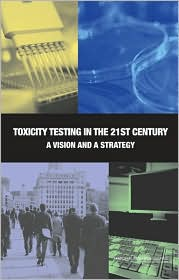 TOXICITY TESTING IN THE 21ST CENTURY
A VISION AND A STRATEGY